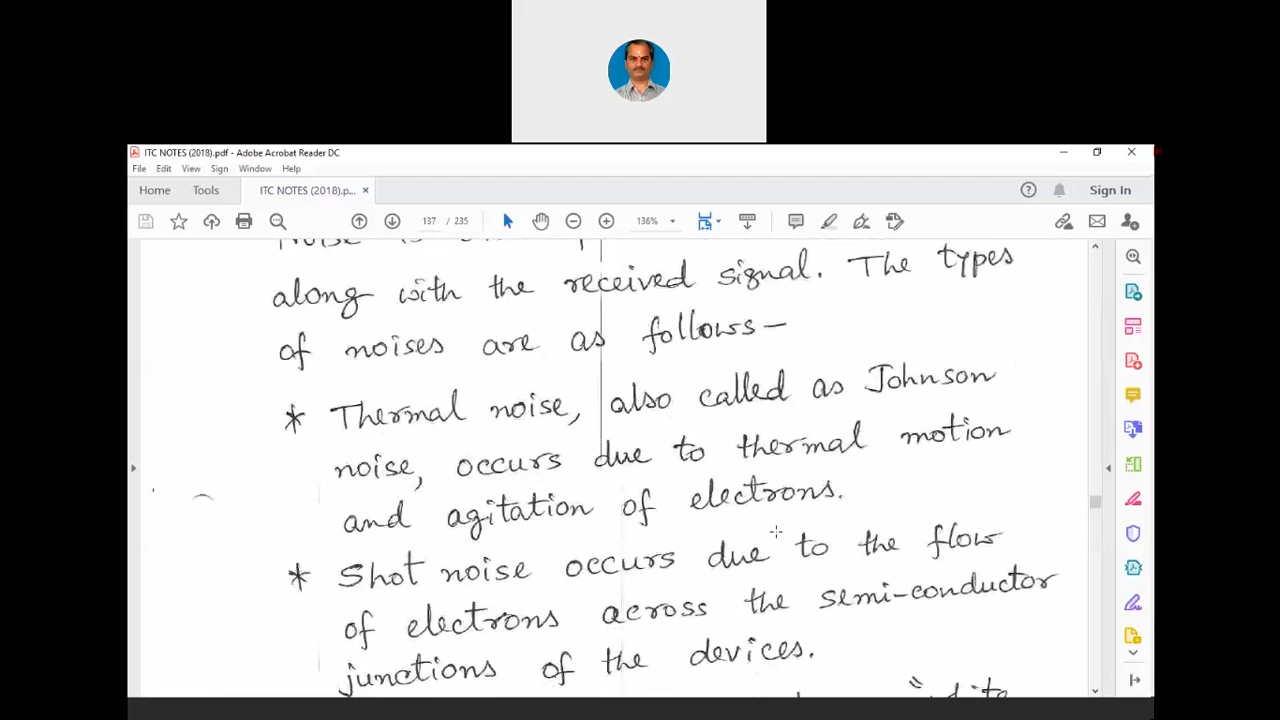 ITC NOTES (2018).pdf - Adobe Acrobat Reader DC
File Edit View Sign Window Help
Home Tools ITC NOTES (2018).p... × Sign In
137 / 235 136%
Noise is
along with the received signal. The types
of noises are as follows—
* Thermal noise, also called as Johnson
noise, occurs due to thermal motion
and agitation of electrons.
* Shot noise occurs due to the flow
of electrons across the semi-conductor
junctions of the devices.